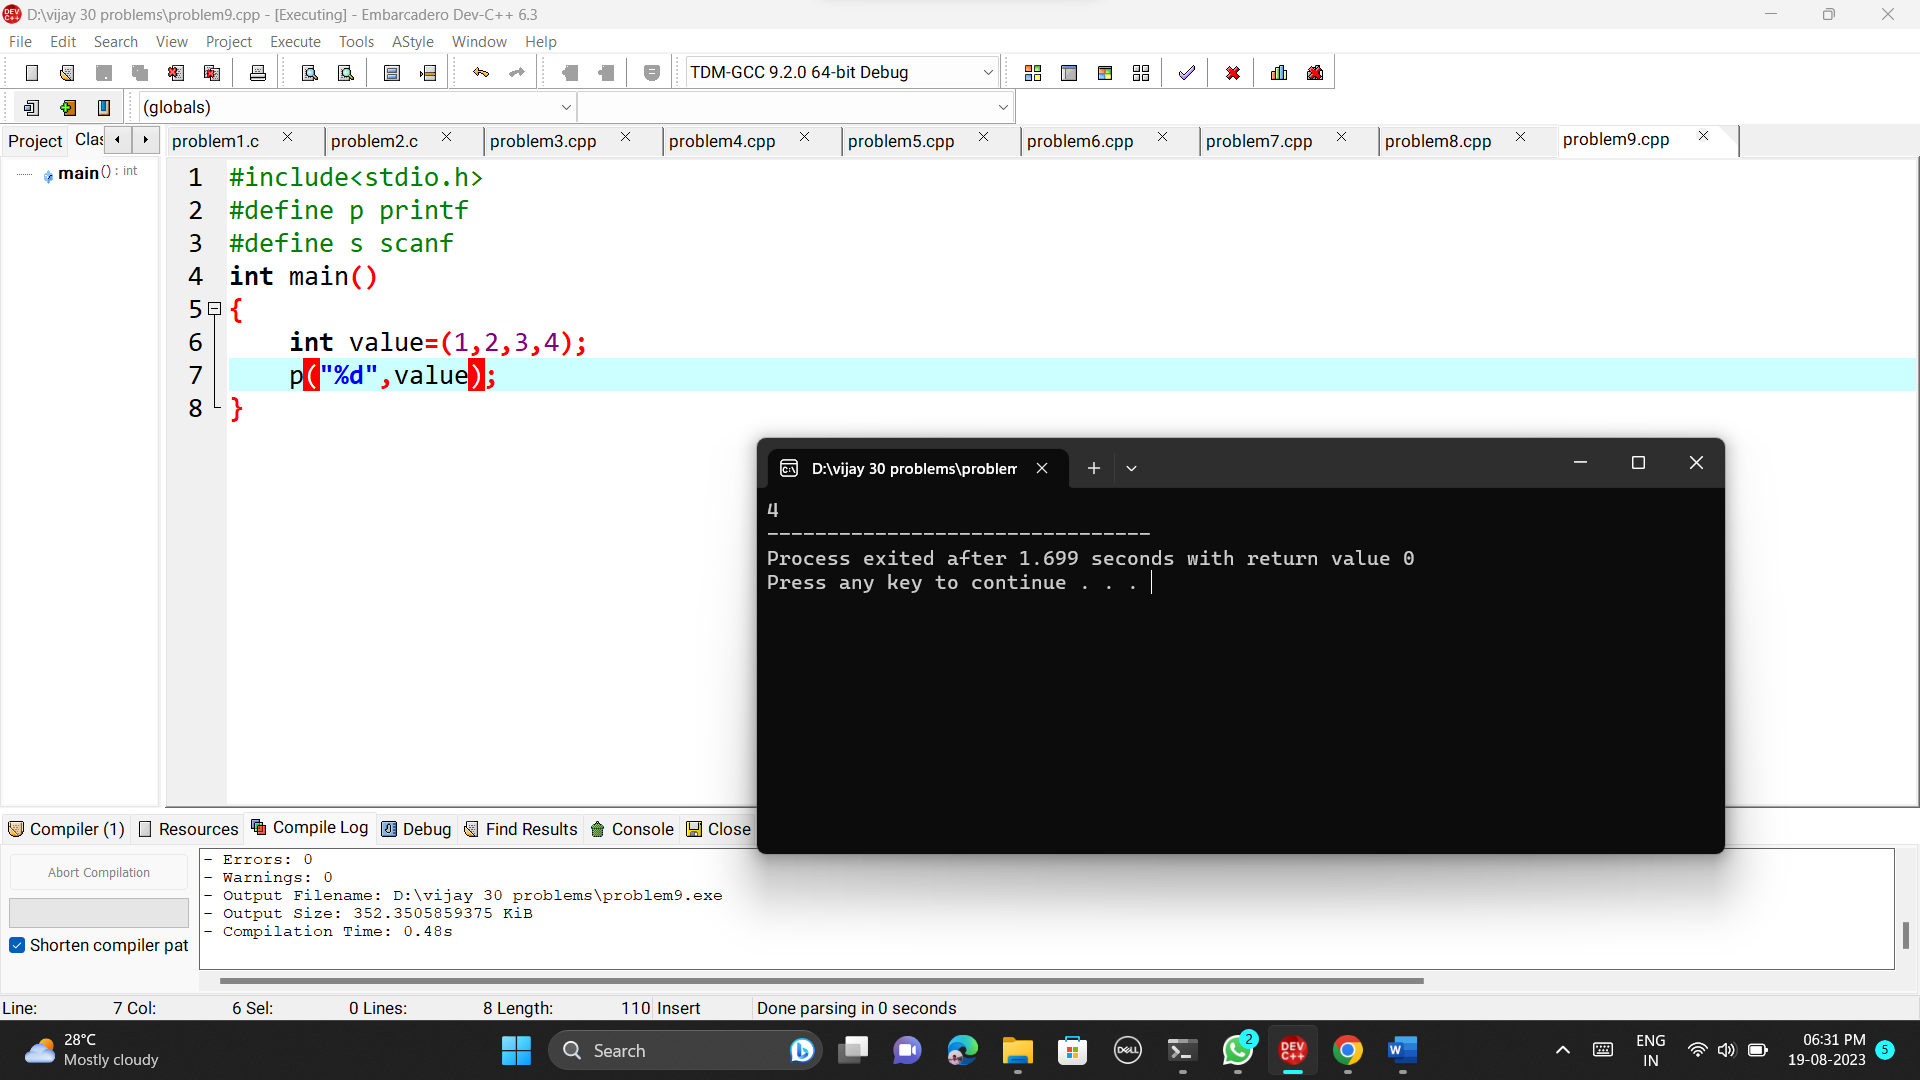 D:\vijay 30 problems\problem9.cpp - [Executing] - Embarcadero Dev-C++ 6.3
File Edit Search View Project Execute Tools AStyle Window Help
TDM-GCC 9.2.0 64-bit Debug
(globals)
Project Clas problem1.c problem2.c problem3.cpp problem4.cpp problem5.cpp problem6.cpp problem7.cpp problem8.cpp problem9.cpp
main() : int
1 #include<stdio.h>
2 #define p printf
3 #define s scanf
4 int main()
5 {
6 int value=(1,2,3,4);
7 p("%d",value);
8 }
D:\vijay 30 problems\problem
4
--------------------------------
Process exited after 1.699 seconds with return value 0
Press any key to continue . . .
Compiler (1) Resources Compile Log Debug Find Results Console Close
Abort Compilation
Shorten compiler pat
- Errors: 0
- Warnings: 0
- Output Filename: D:\vijay 30 problems\problem9.exe
- Output Size: 352.3505859375 KiB
- Compilation Time: 0.48s
Line: 7 Col: 6 Sel: 0 Lines: 8 Length: 110 Insert Done parsing in 0 seconds
28°C
Mostly cloudy
Search
DELL
2
DEV C++
ENG
IN
06:31 PM
19-08-2023
5